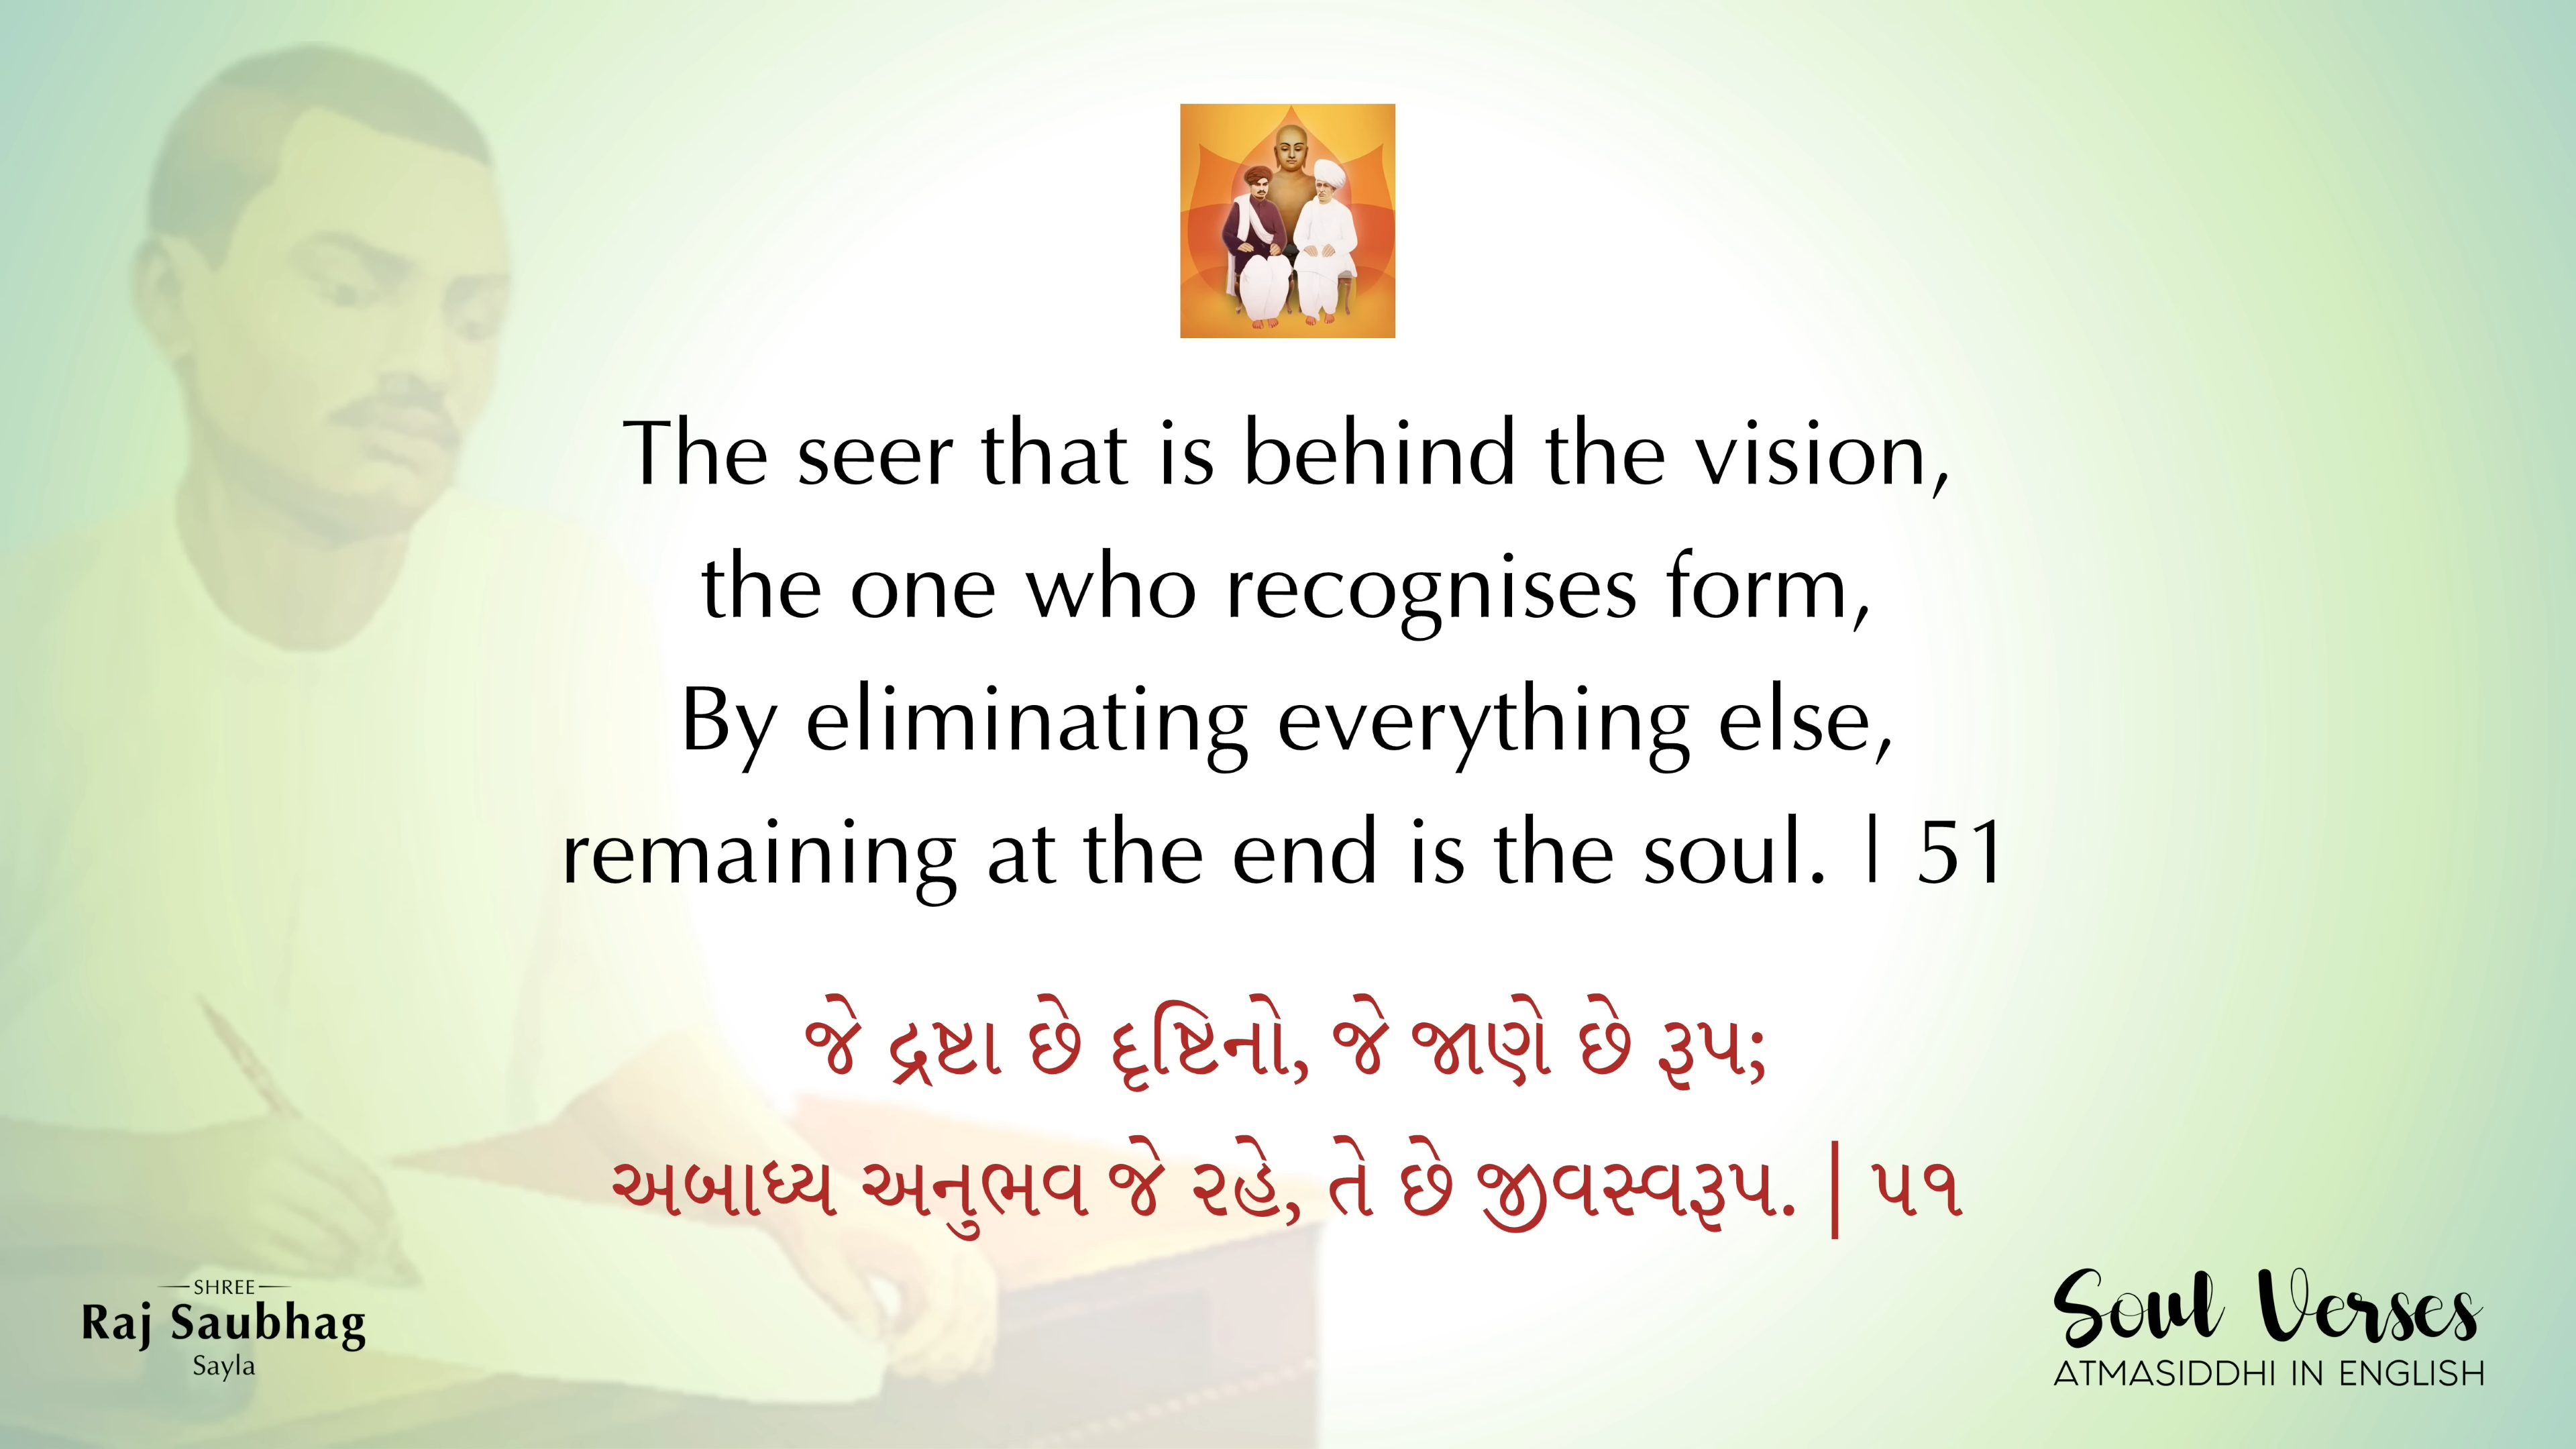 The seer that is behind the vision,
the one who recognises form,
By eliminating everything else,
remaining at the end is the soul. | 51
જે દ્રષ્ટા છે દૃષ્ટિનો, જે જાણે છે રૂપ;
અબાધ્ય અનુભવ જે રહે, તે છે જીવસ્વરૂપ. | ૫૧
SHREE
Raj Saubhag
Sayla
Soul Verses
ATMASIDDHI IN ENGLISH